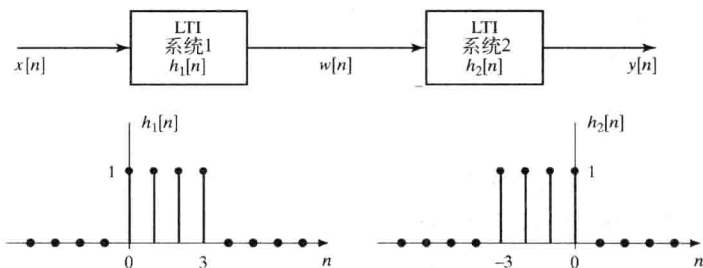 LTI
系统1
h₁[n]
LTI
系统2
h₂[n]
x[n]
w[n]
y[n]
h₁[n]
1
0
3
n
h₂[n]
1
−3
0
n